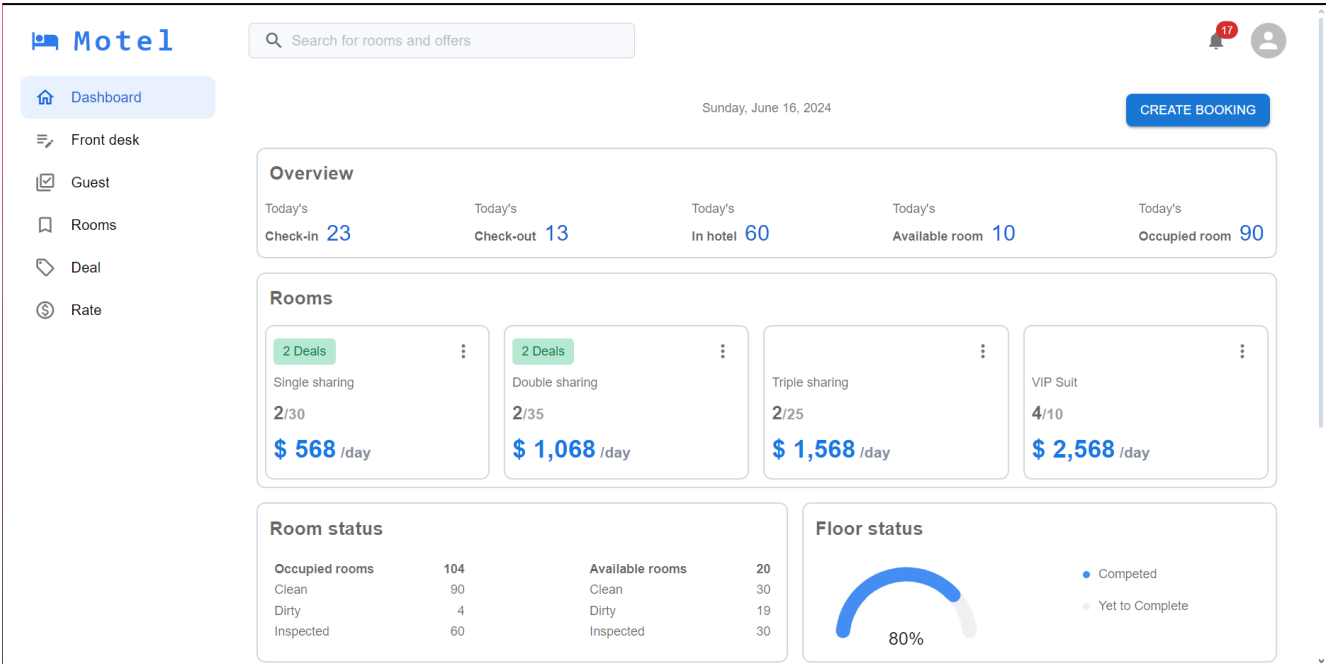 Motel
Search for rooms and offers
17
Dashboard
Front desk
Guest
Rooms
Deal
Rate
Sunday, June 16, 2024
CREATE BOOKING
Overview
Today's Today's Today's Today's Today's
Check-in 23 Check-out 13 In hotel 60 Available room 10 Occupied room 90
Rooms
2 Deals
Single sharing
2/30
$ 568 /day
2 Deals
Double sharing
2/35
$ 1,068 /day
Triple sharing
2/25
$ 1,568 /day
VIP Suit
4/10
$ 2,568 /day
Room status
Occupied rooms 104
Clean 90
Dirty 4
Inspected 60
Available rooms 20
Clean 30
Dirty 19
Inspected 30
Floor status
80%
Competed
Yet to Complete